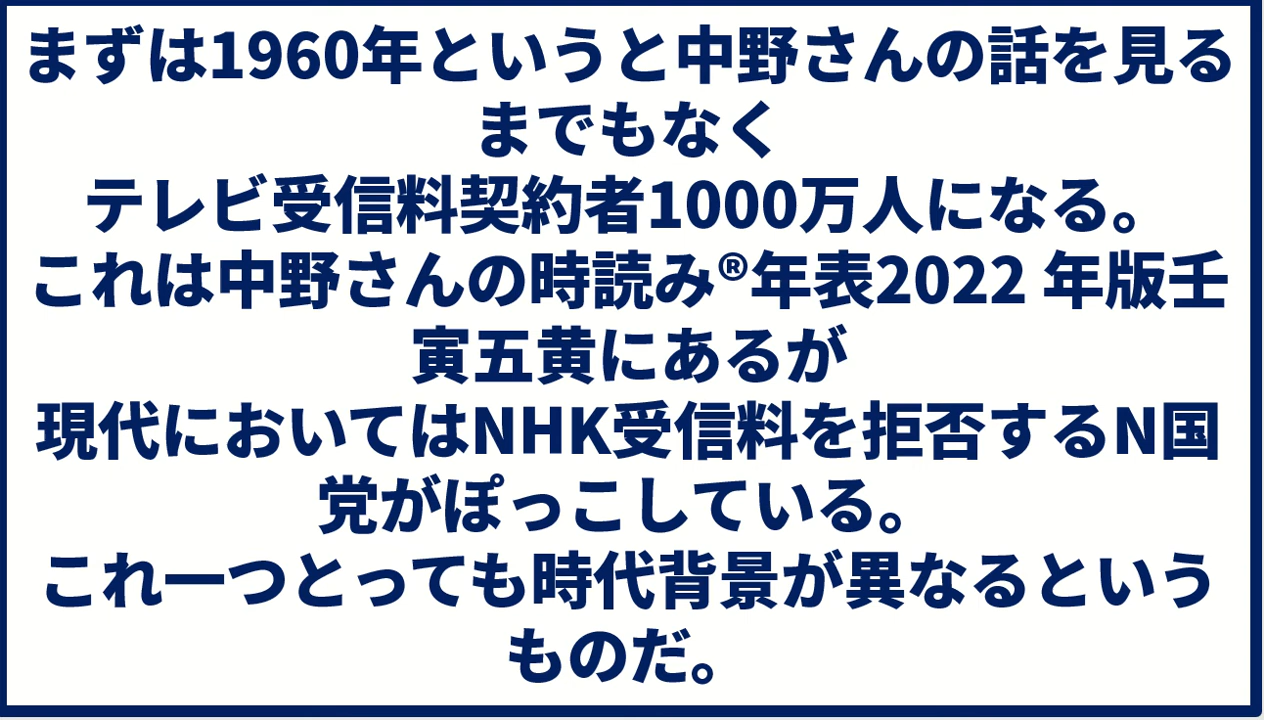 まずは1960年というと中野さんの話を見る
までもなく
テレビ受信料契約者1000万人になる。
これは中野さんの時読み®年表2022 年版壬
寅五黄にあるが
現代においてはNHK受信料を拒否するN国
党がぽっこしている。
これ一つとっても時代背景が異なるという
ものだ。